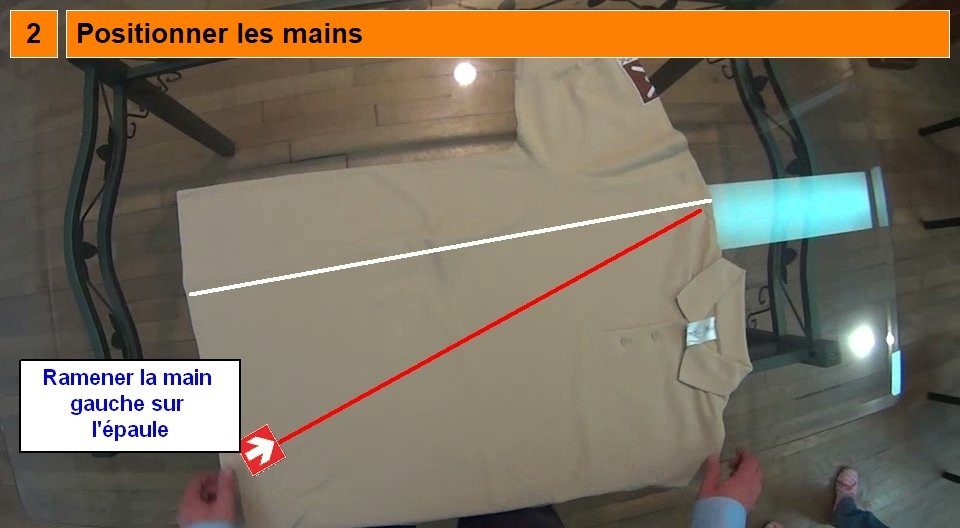 2 Positionner les mains
Ramener la main
gauche sur
l'épaule